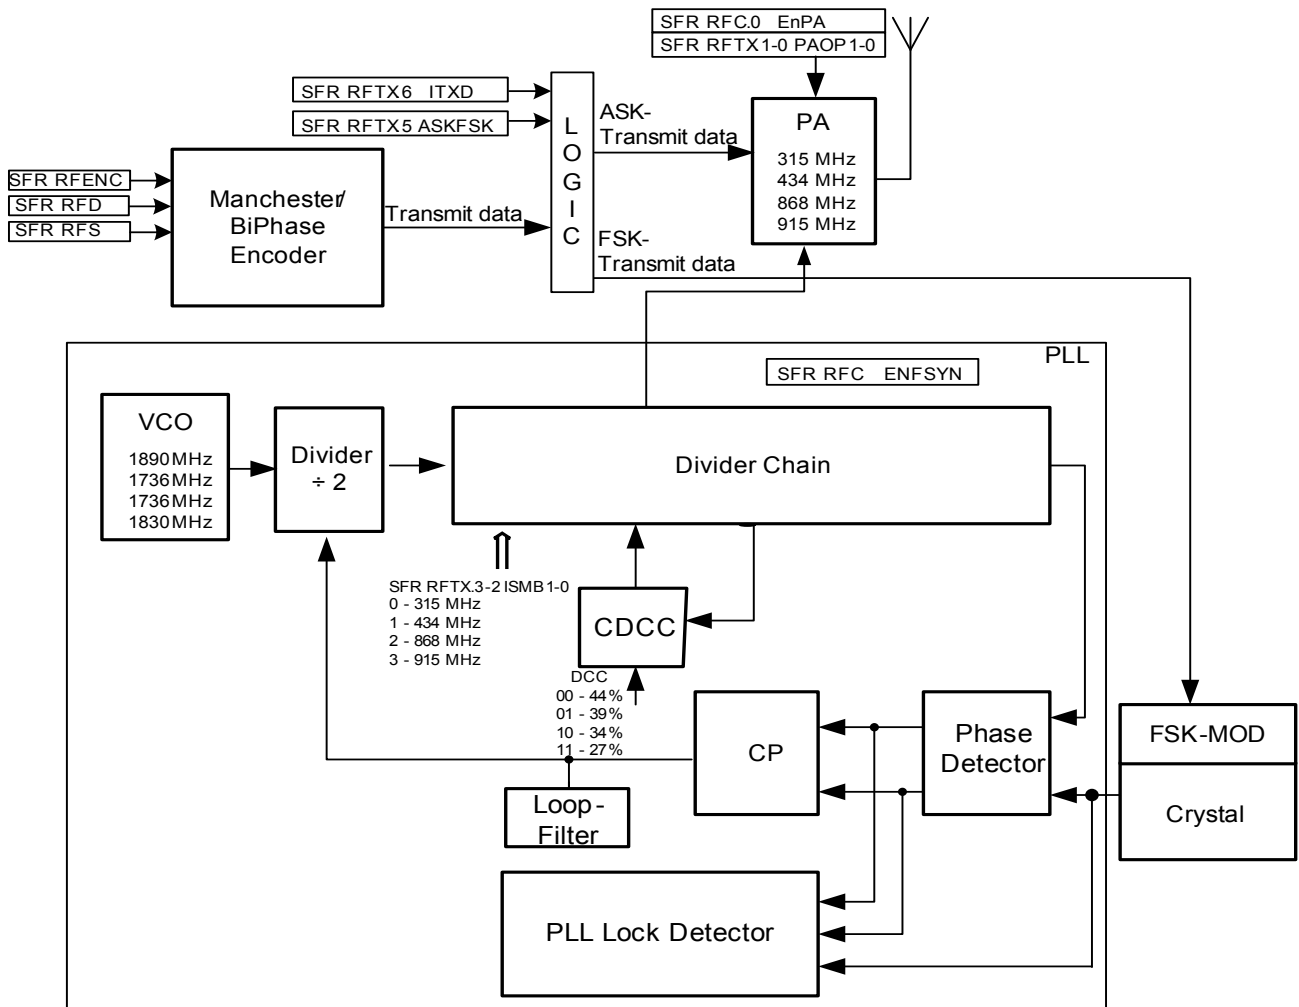 SFR RFC.0 EnPA
SFR RFTX1-0 PAOP1-0
SFR RFTX6 ITXD
SFR RFTX5 ASKFSK
LOGIC
ASK-
Transmit data
PA
315 MHz
434 MHz
868 MHz
915 MHz
SFR RFENC
SFR RFD
SFR RFS
Manchester/
BiPhase
Encoder
Transmit data
FSK-
Transmit data
PLL
SFR RFC ENFSYN
VCO
1890MHz
1736MHz
1736MHz
1830MHz
Divider
÷ 2
Divider Chain
SFR RFTX.3-2 ISMB1-0
0 - 315 MHz
1 - 434 MHz
2 - 868 MHz
3 - 915 MHz
CDCC
DCC
00 - 44%
01 - 39%
10 - 34%
11 - 27%
CP
Phase
Detector
FSK-MOD
Crystal
Loop-
Filter
PLL Lock Detector